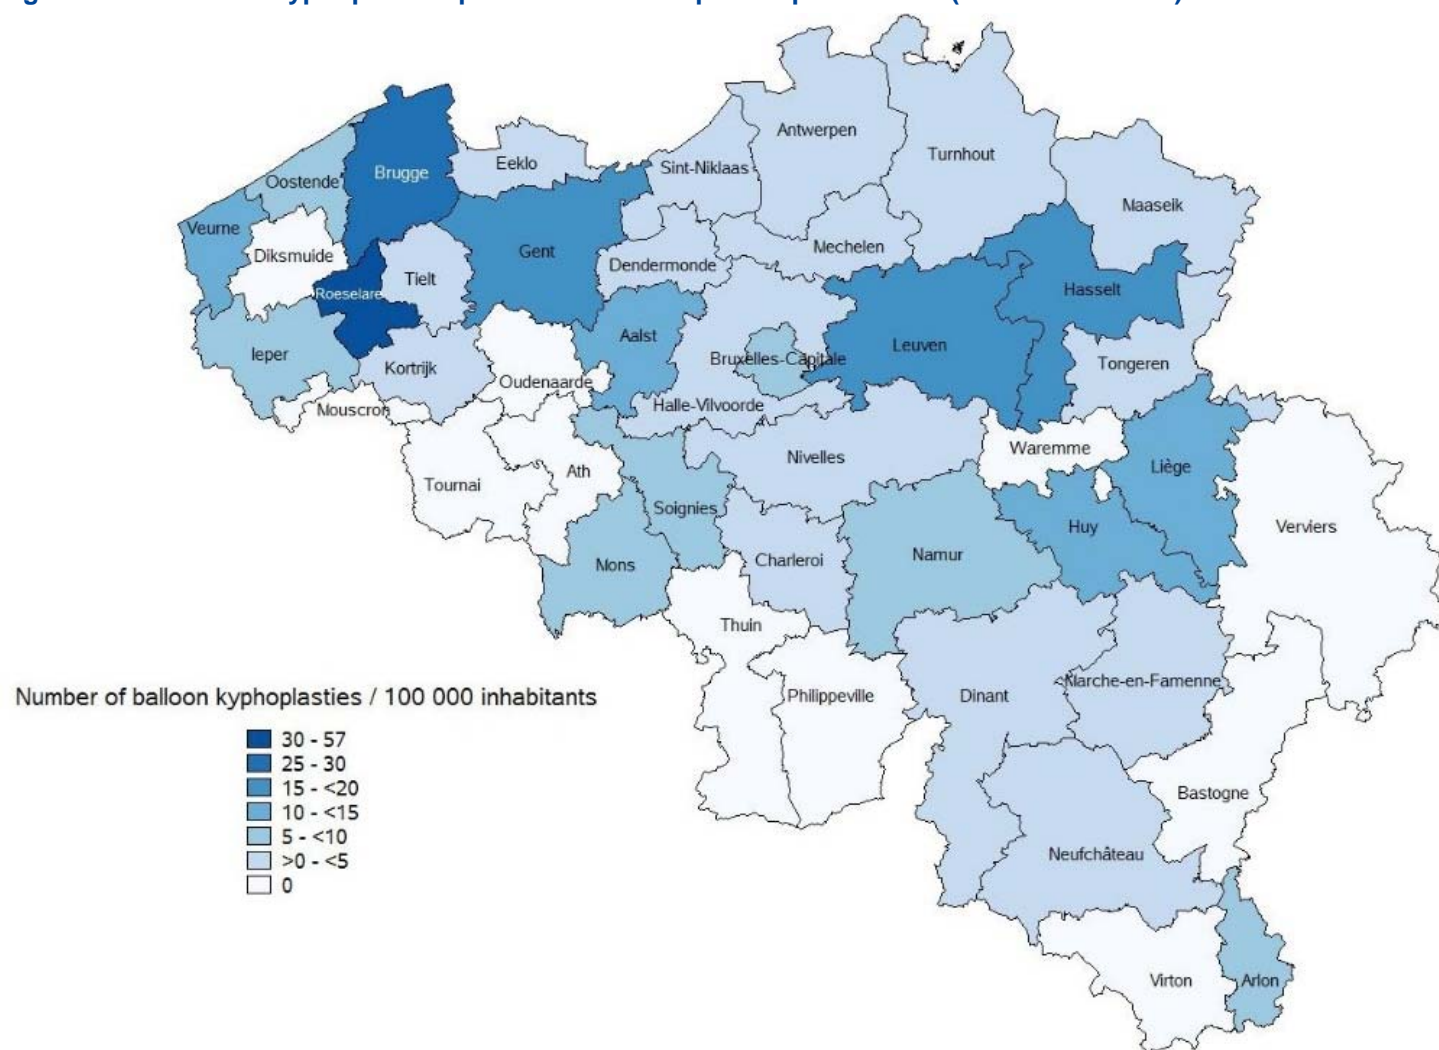 Antwerpen
Turnhout
Eeklo
Sint-Niklaas
Brugge
Oostende
Naaseik
Veurne
Diksmuide
Gent
Mechelen
Dendermonde
Tielt
Roeselare
Hasselt
Aalst
Leuven
Ieper
Bruxelles-Capitale
Kortrijk
Tongeren
Oudenaarde
Halle-Vilvoorde
Mouscron
Waremme
Nivelles
Liège
Ath
Tournai
Soignies
Huy
Verviers
Namur
Charleroi
Mons
Thuin
Marche-en-Famenne
Philippeville
Dinant
Number of balloon kyphoplasties / 100 000 inhabitants
30 - 57
25 - 30
15 - <20
10 - <15
5 - <10
>0 - <5
0
Bastogne
Neufchâteau
Virton
Arlon